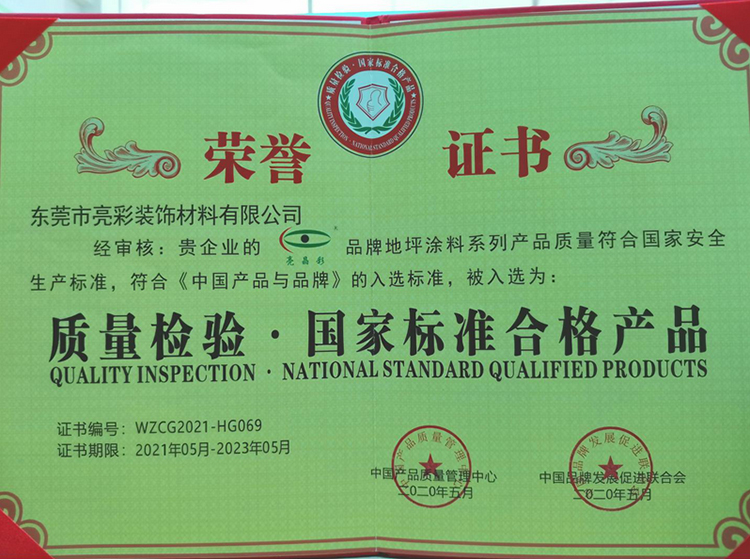 质量检验·国家标准合格产品
QUALITY INSPECTION · NATIONAL STANDARD QUALIFIED PRODUCTS
荣誉 证书
东莞市亮彩装饰材料有限公司
经审核：贵企业的 亮晶彩 ® 品牌地坪涂料系列产品质量符合国家安全
生产标准，符合《中国产品与品牌》的入选标准，被入选为：
质量检验·国家标准合格产品
QUALITY INSPECTION · NATIONAL STANDARD QUALIFIED PRODUCTS
证书编号：WZCG2021-HG069
证书期限：2021年05月-2023年05月
中国产品质量管理中心
二〇二〇年五月
中国品牌发展促进联合会
二〇二〇年五月